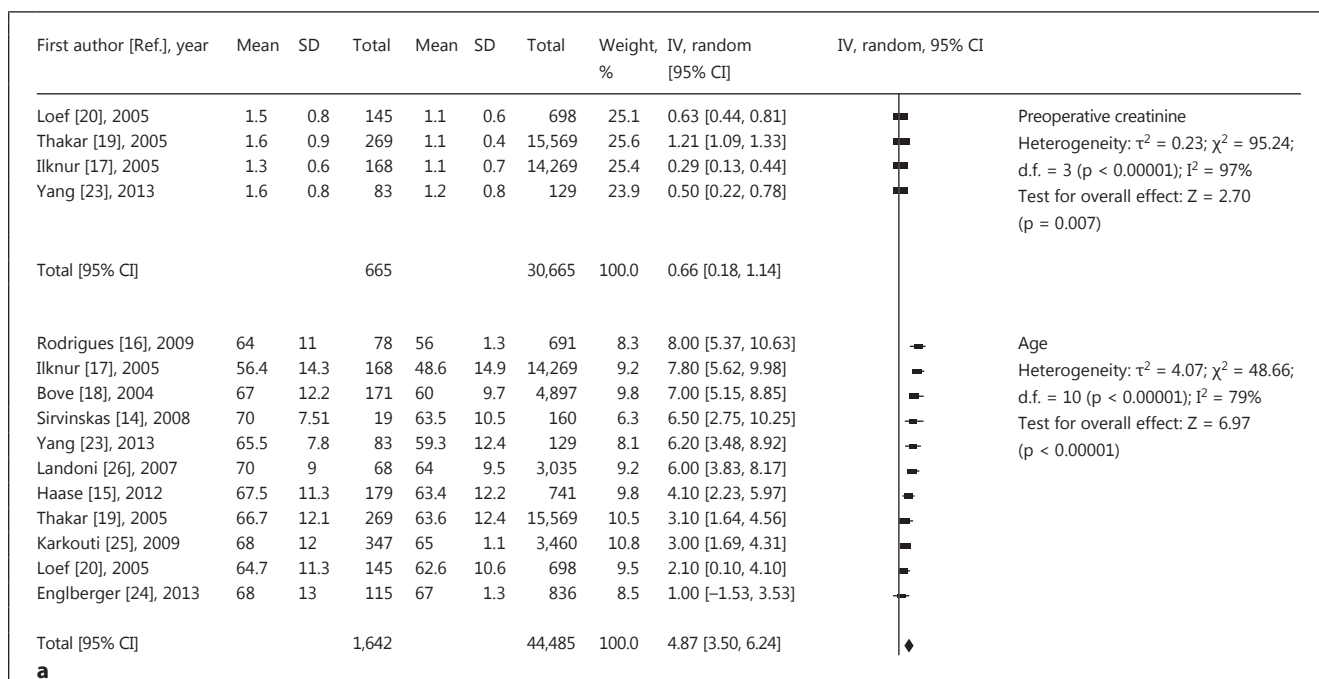 First author [Ref.], year Mean SD Total Mean SD Total Weight, % IV, random [95% CI] IV, random, 95% CI
Loef [20], 2005 1.5 0.8 145 1.1 0.6 698 25.1 0.63 [0.44, 0.81]
Thakar [19], 2005 1.6 0.9 269 1.1 0.4 15,569 25.6 1.21 [1.09, 1.33]
Ilknur [17], 2005 1.3 0.6 168 1.1 0.7 14,269 25.4 0.29 [0.13, 0.44]
Yang [23], 2013 1.6 0.8 83 1.2 0.8 129 23.9 0.50 [0.22, 0.78]
Preoperative creatinine
Heterogeneity: τ² = 0.23; χ² = 95.24;
d.f. = 3 (p < 0.00001); I² = 97%
Test for overall effect: Z = 2.70
(p = 0.007)
Total [95% CI] 665 30,665 100.0 0.66 [0.18, 1.14]
Rodrigues [16], 2009 64 11 78 56 1.3 691 8.3 8.00 [5.37, 10.63]
Ilknur [17], 2005 56.4 14.3 168 48.6 14.9 14,269 9.2 7.80 [5.62, 9.98]
Bove [18], 2004 67 12.2 171 60 9.7 4,897 9.8 7.00 [5.15, 8.85]
Sirvinskas [14], 2008 70 7.51 19 63.5 10.5 160 6.3 6.50 [2.75, 10.25]
Yang [23], 2013 65.5 7.8 83 59.3 12.4 129 8.1 6.20 [3.48, 8.92]
Landoni [26], 2007 70 9 68 64 9.5 3,035 9.2 6.00 [3.83, 8.17]
Haase [15], 2012 67.5 11.3 179 63.4 12.2 741 9.8 4.10 [2.23, 5.97]
Thakar [19], 2005 66.7 12.1 269 63.6 12.4 15,569 10.5 3.10 [1.64, 4.56]
Karkouti [25], 2009 68 12 347 65 1.1 3,460 10.8 3.00 [1.69, 4.31]
Loef [20], 2005 64.7 11.3 145 62.6 10.6 698 9.5 2.10 [0.10, 4.10]
Englberger [24], 2013 68 13 115 67 1.3 836 8.5 1.00 [–1.53, 3.53]
Age
Heterogeneity: τ² = 4.07; χ² = 48.66;
d.f. = 10 (p < 0.00001); I² = 79%
Test for overall effect: Z = 6.97
(p < 0.00001)
Total [95% CI] 1,642 44,485 100.0 4.87 [3.50, 6.24]
a